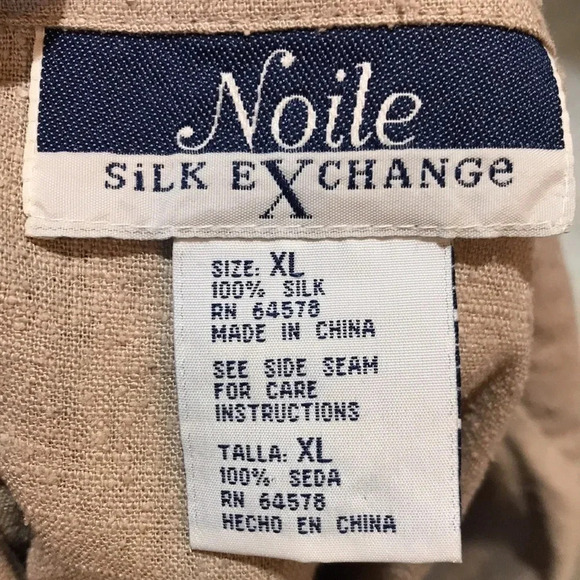 Noile
SiLK EXCHANGe
SIZE: XL
100% SILK
RN 64578
MADE IN CHINA
SEE SIDE SEAM
FOR CARE
INSTRUCTIONS
TALLA: XL
100% SEDA
RN 64578
HECHO EN CHINA